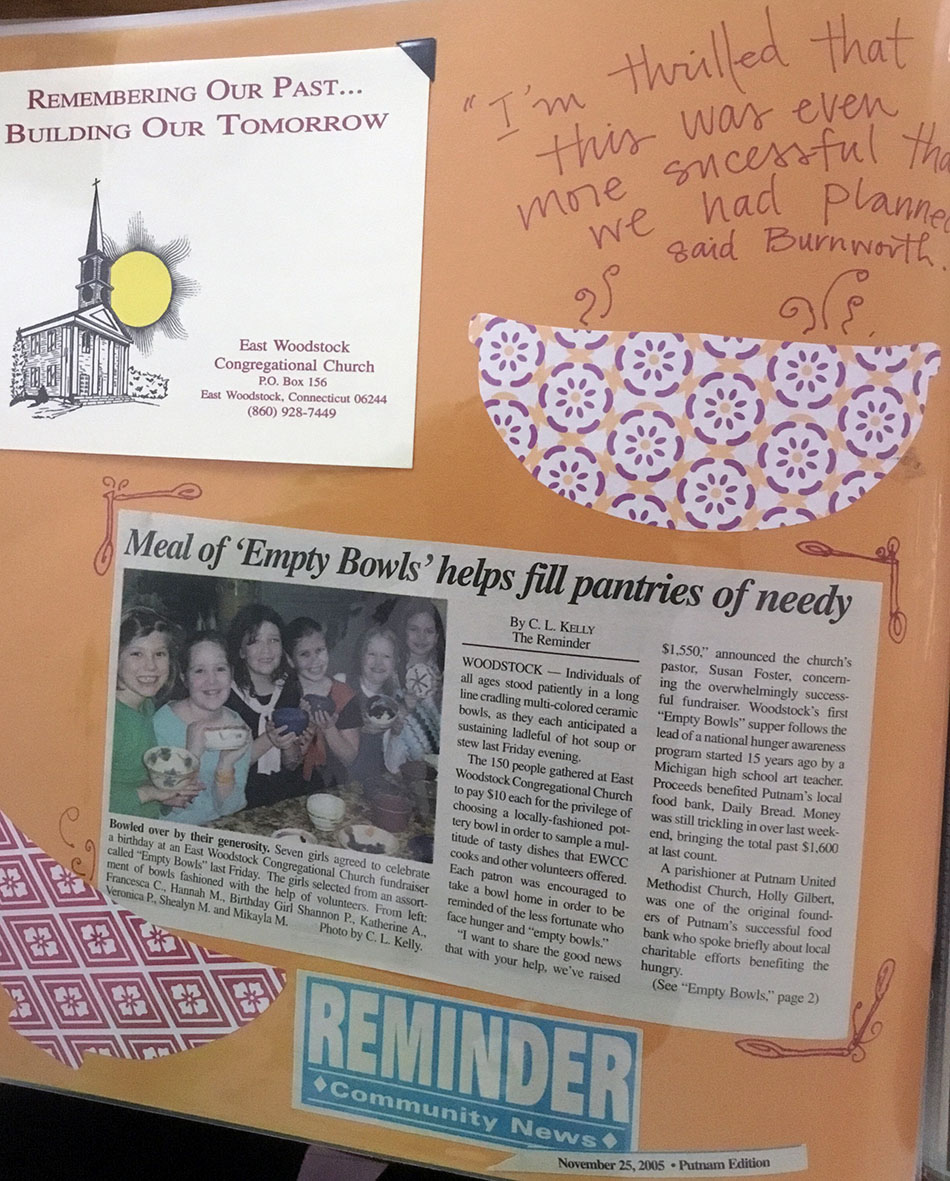 REMEMBERING OUR PAST...
BUILDING OUR TOMORROW
East Woodstock
Congregational Church
P.O. Box 156
East Woodstock, Connecticut 06244
(860) 928-7449
"I'm thrilled that
this was even
more sucessful tha
we had planne
said Burnworth.
Meal of 'Empty Bowls' helps fill pantries of needy
Bowled over by their generosity. Seven girls agreed to celebrate
a birthday at an East Woodstock Congregational Church fundraiser
called "Empty Bowls" last Friday. The girls selected from an assort-
ment of bowls fashioned with the help of volunteers. From left:
Francesca C., Hannah M., Birthday Girl Shannon P., Katherine A.,
Veronica P., Shealyn M. and Mikayla M.
Photo by C. L. Kelly.
By C. L. KELLY
The Reminder
WOODSTOCK — Individuals of
all ages stood patiently in a long
line cradling multi-colored ceramic
bowls, as they each anticipated a
sustaining ladleful of hot soup or
stew last Friday evening.
The 150 people gathered at East
Woodstock Congregational Church
to pay $10 each for the privilege of
choosing a locally-fashioned pot-
tery bowl in order to sample a mul-
titude of tasty dishes that EWCC
cooks and other volunteers offered.
Each patron was encouraged to
take a bowl home in order to be
reminded of the less fortunate who
face hunger and "empty bowls."
"I want to share the good news
that with your help, we've raised
$1,550," announced the church's
pastor, Susan Foster, concern-
ing the overwhelmingly success-
ful fundraiser. Woodstock's first
"Empty Bowls" supper follows the
lead of a national hunger awareness
program started 15 years ago by a
Michigan high school art teacher.
Proceeds benefited Putnam's local
food bank, Daily Bread. Money
was still trickling in over last week-
end, bringing the total past $1,600
at last count.
A parishioner at Putnam United
Methodist Church, Holly Gilbert,
was one of the original found-
ers of Putnam's successful food
bank who spoke briefly about local
charitable efforts benefiting the
hungry.
(See "Empty Bowls," page 2)
REMINDER
♦Community News♦
November 25, 2005 • Putnam Edition